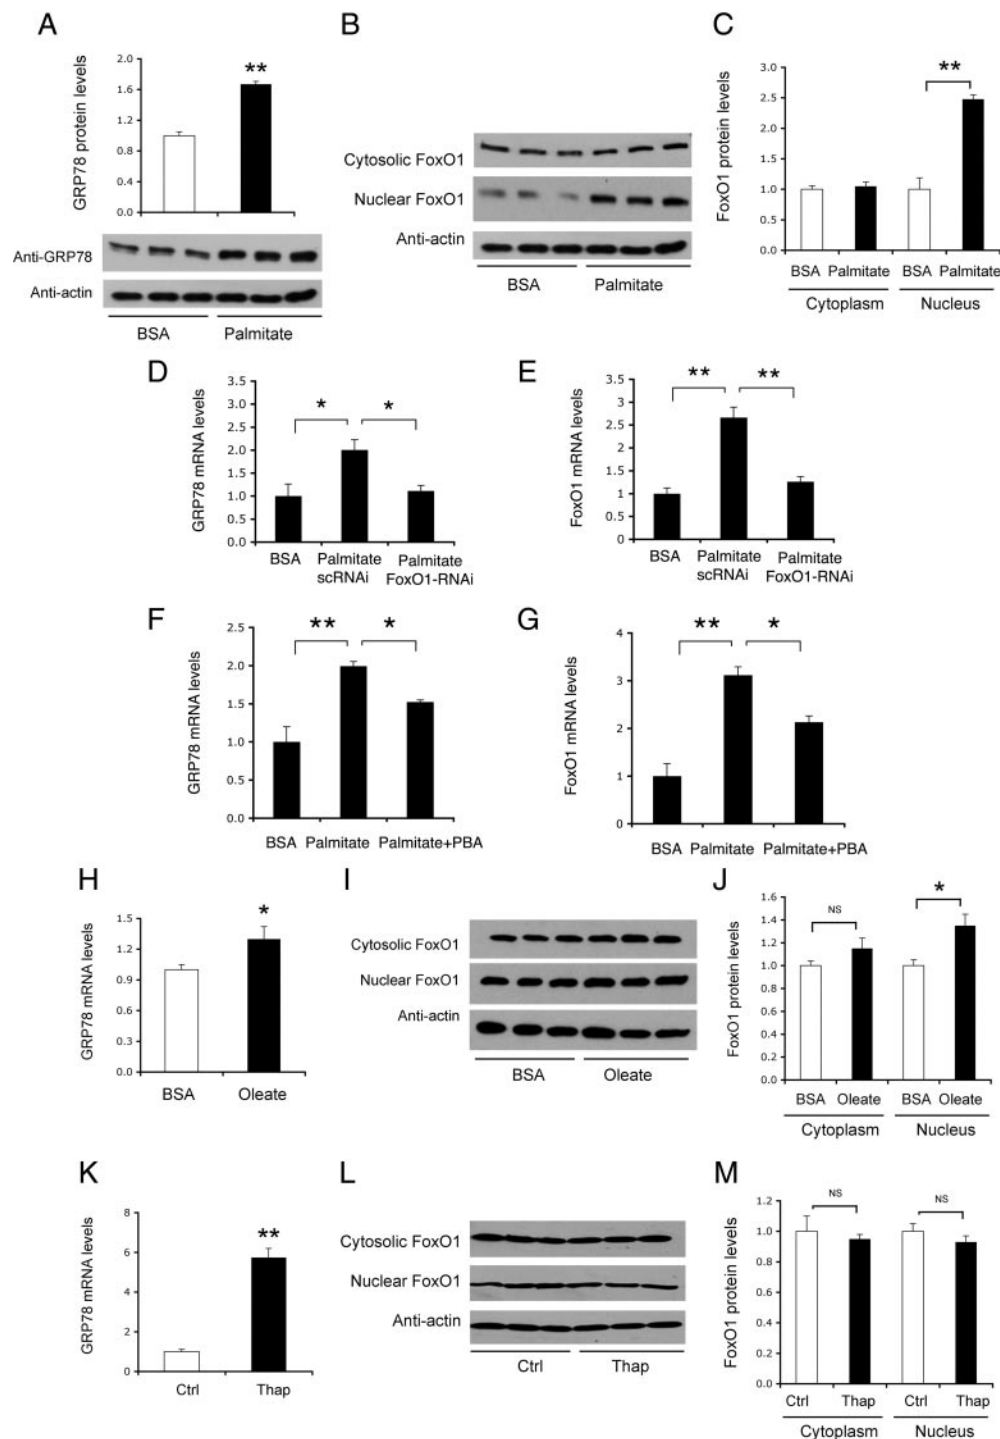 A
GRP78 protein levels
2.0
1.6
1.2
0.8
0.4
0.0
**
Anti-GRP78
Anti-actin
BSA Palmitate
B
Cytosolic FoxO1
Nuclear FoxO1
Anti-actin
BSA Palmitate
C
FoxO1 protein levels
3.0
2.5
2.0
1.5
1.0
0.5
0.0
**
BSA Palmitate BSA Palmitate
Cytoplasm Nucleus
D
GRP78 mRNA levels
3.5
3.0
2.5
2.0
1.5
1.0
0.5
0.0
* *
BSA Palmitate Palmitate
scRNAi FoxO1-RNAi
E
FoxO1 mRNA levels
3.5
3.0
2.5
2.0
1.5
1.0
0.5
0.0
** **
BSA Palmitate Palmitate
scRNAi FoxO1-RNAi
F
GRP78 mRNA levels
2.5
2.0
1.5
1.0
0.5
0.0
** *
BSA Palmitate Palmitate+PBA
G
FoxO1 mRNA levels
4
3
2
1
0
** *
BSA Palmitate Palmitate+PBA
H
GRP78 mRNA levels
1.5
1.2
0.9
0.6
0.3
0.0
*
BSA Oleate
I
Cytosolic FoxO1
Nuclear FoxO1
Anti-actin
BSA Oleate
J
FoxO1 protein levels
1.6
1.4
1.2
1.0
0.8
0.6
0.4
0.2
0.0
NS *
BSA Oleate BSA Oleate
Cytoplasm Nucleus
K
GRP78 mRNA levels
8
6
4
2
0
**
Ctrl Thap
L
Cytosolic FoxO1
Nuclear FoxO1
Anti-actin
Ctrl Thap
M
FoxO1 protein levels
1.2
1.0
0.8
0.6
0.4
0.2
0.0
NS NS
Ctrl Thap Ctrl Thap
Cytoplasm Nucleus